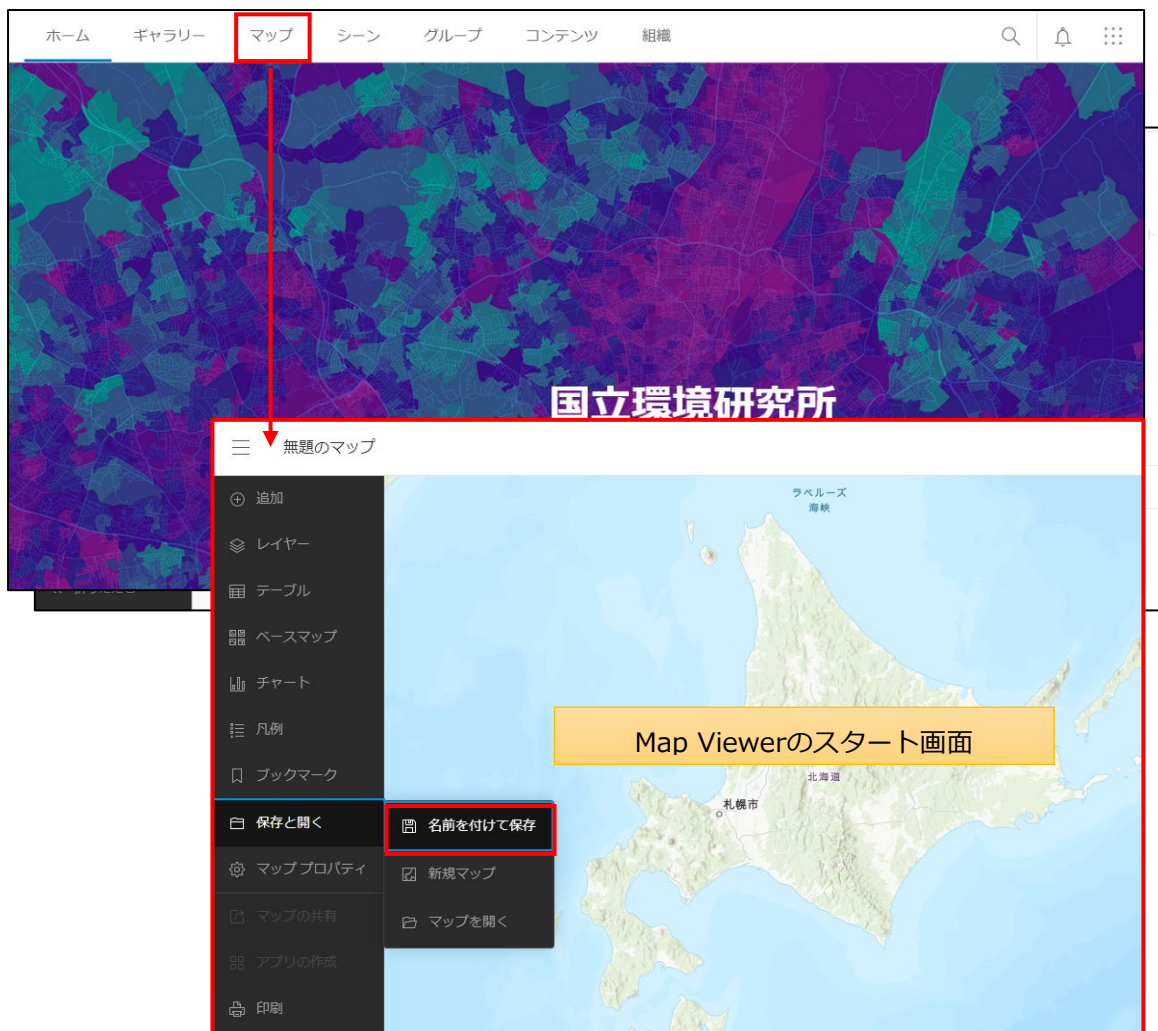 ホーム ギャラリー マップ シーン グループ コンテンツ 組織
国立環境研究所
無題のマップ
追加
レイヤー
テーブル
ベースマップ
チャート
凡例
ブックマーク
保存と開く
マップ プロパティ
マップの共有
アプリの作成
印刷
名前を付けて保存
新規マップ
マップを開く
ラペルーズ
海峡
Map Viewerのスタート画面
北海道
札幌市
ト